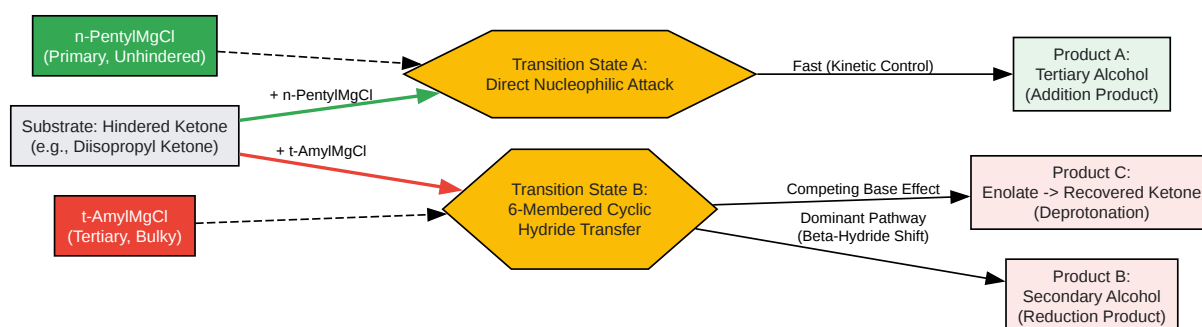 n-PentylMgCl
(Primary, Unhindered)
Substrate: Hindered Ketone
(e.g., Diisopropyl Ketone)
t-AmylMgCl
(Tertiary, Bulky)
+ n-PentylMgCl
+ t-AmylMgCl
Transition State A:
Direct Nucleophilic Attack
Transition State B:
6-Membered Cyclic
Hydride Transfer
Fast (Kinetic Control)
Competing Base Effect
Dominant Pathway
(Beta-Hydride Shift)
Product A:
Tertiary Alcohol
(Addition Product)
Product C:
Enolate -> Recovered Ketone
(Deprotonation)
Product B:
Secondary Alcohol
(Reduction Product)